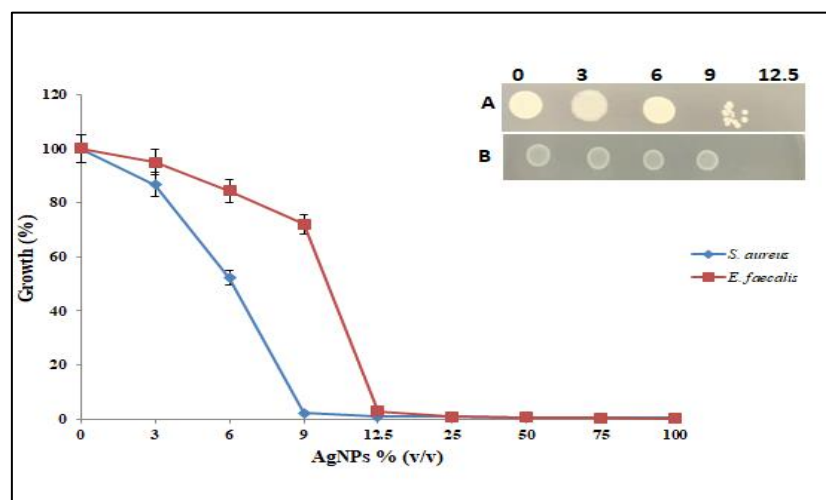 0 3 6 9 12.5
A
B
120
100
80
60
40
20
0
Growth (%)
S. aureus
E. faecalis
0 3 6 9 12.5 25 50 75 100
AgNPs % (v/v)